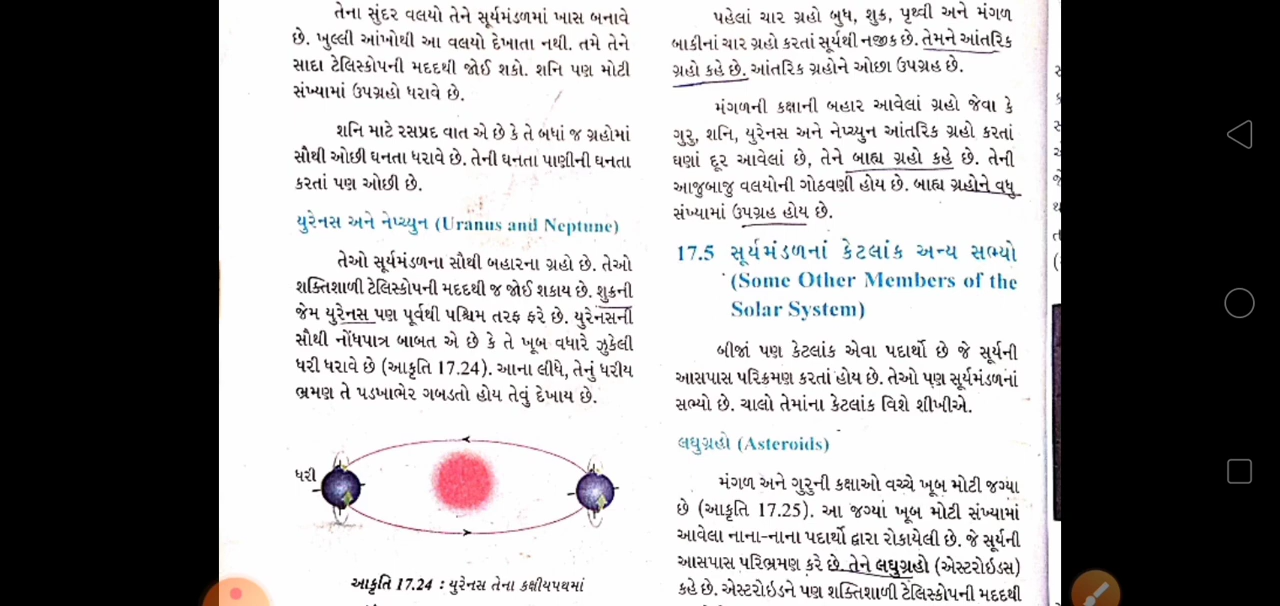 તેના સુંદર વલયો તેને સૂર્યમંડળમાં ખાસ બનાવે
છે. ખુલ્લી આંખોથી આ વલયો દેખાતા નથી. તમે તેને
સાદા ટેલિસ્કોપની મદદથી જોઈ શકો. શનિ પણ મોટી
સંખ્યામાં ઉપગ્રહો ધરાવે છે.
શનિ માટે રસપ્રદ વાત એ છે કે તે બધાં જ ગ્રહોમાં
સૌથી ઓછી ઘનતા ધરાવે છે. તેની ઘનતા પાણીની ઘનતા
કરતાં પણ ઓછી છે.
યુરેનસ અને નેપ્ચ્યુન (Uranus and Neptune)
તેઓ સૂર્યમંડળના સૌથી બહારના ગ્રહો છે. તેઓ
શક્તિશાળી ટેલિસ્કોપની મદદથી જ જોઈ શકાય છે. શુક્રની
જેમ યુરેનસ પણ પૂર્વથી પશ્ચિમ તરફ ફરે છે. યુરેનસની
સૌથી નોંધપાત્ર બાબત એ છે કે તે ખૂબ વધારે ઝુકેલી
ધરી ધરાવે છે (આકૃતિ 17.24). આના લીધે, તેનું ધરીય
ભ્રમણ તે પડખાભેર ગબડતો હોય તેવું દેખાય છે.
ધરી
આકૃતિ 17.24 : યુરેનસ તેના કક્ષીયપથમાં
પહેલાં ચાર ગ્રહો બુધ, શુક્ર, પૃથ્વી અને મંગળ
બાકીનાં ચાર ગ્રહો કરતાં સૂર્યથી નજીક છે. તેમને આંતરિક
ગ્રહો કહે છે. આંતરિક ગ્રહોને ઓછા ઉપગ્રહ છે.
મંગળની કક્ષાની બહાર આવેલાં ગ્રહો જેવા કે
ગુરુ, શનિ, યુરેનસ અને નેપ્ચ્યુન આંતરિક ગ્રહો કરતાં
ઘણાં દૂર આવેલાં છે, તેને બાહ્ય ગ્રહો કહે છે. તેની
આજુબાજુ વલયોની ગોઠવણી હોય છે. બાહ્ય ગ્રહોને વધુ
સંખ્યામાં ઉપગ્રહ હોય છે.
17.5 સૂર્યમંડળનાં કેટલાંક અન્ય સભ્યો
(Some Other Members of the
Solar System)
બીજાં પણ કેટલાંક એવા પદાર્થો છે જે સૂર્યની
આસપાસ પરિક્રમણ કરતાં હોય છે. તેઓ પણ સૂર્યમંડળનાં
સભ્યો છે. ચાલો તેમાંના કેટલાંક વિશે શીખીએ.
લઘુગ્રહો (Asteroids)
મંગળ અને ગુરુની કક્ષાઓ વચ્ચે ખૂબ મોટી જગ્યા
છે (આકૃતિ 17.25). આ જગ્યાં ખૂબ મોટી સંખ્યામાં
આવેલા નાના-નાના પદાર્થો દ્વારા રોકાયેલી છે. જે સૂર્યની
આસપાસ પરિભ્રમણ કરે છે. તેને લઘુગ્રહો (એસ્ટરોઇડસ)
કહે છે. એસ્ટરોઇડને પણ શક્તિશાળી ટેલિસ્કોપની મદદથી